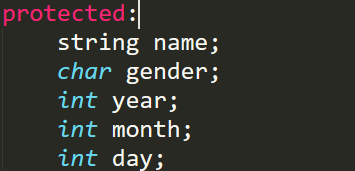 protected:
string name;
char gender;
int year;
int month;
int day;